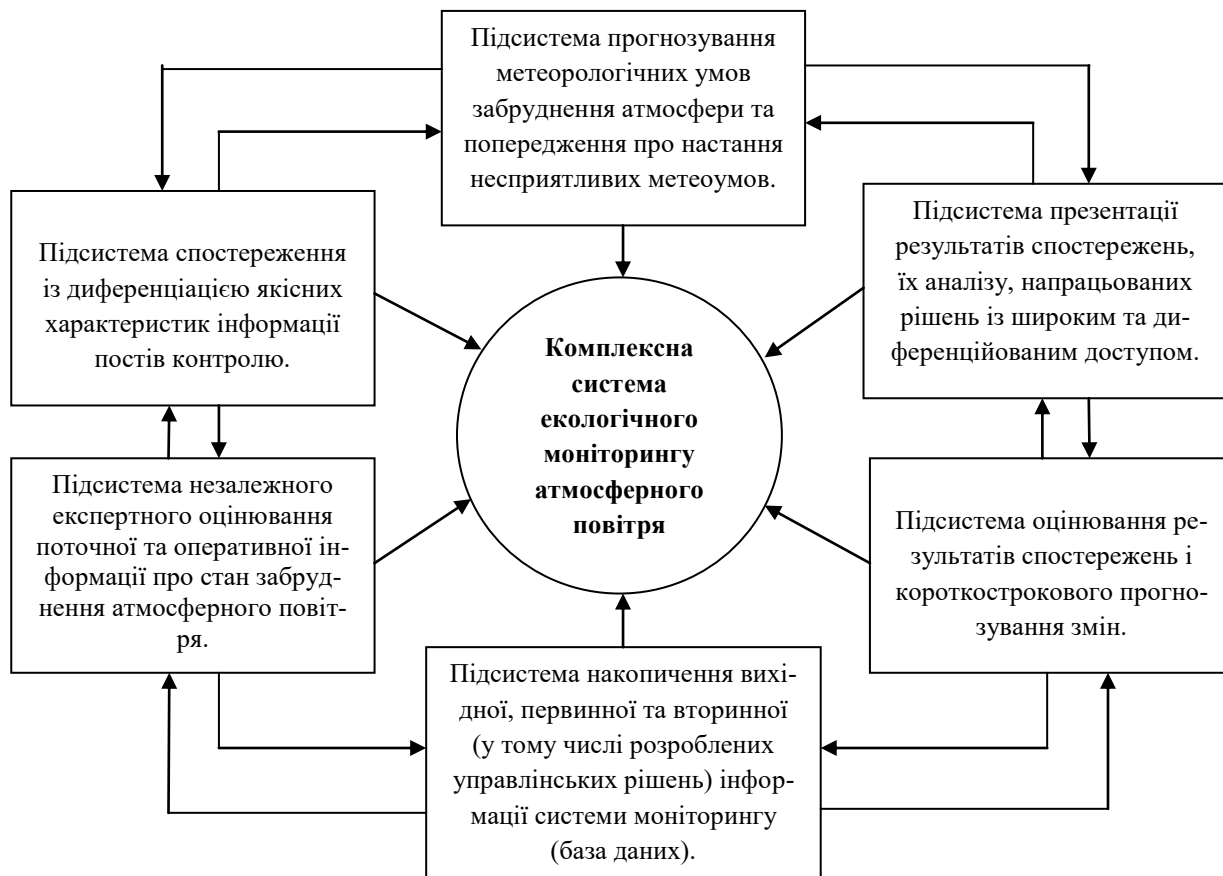 Підсистема прогнозування
метеорологічних умов
забруднення атмосфери та
попередження про настання
несприятливих метеоумов.
Підсистема спостереження
із диференціацією якісних
характеристик інформації
постів контролю.
Підсистема презентації
результатів спостережень,
їх аналізу, напрацьованих
рішень із широким та ди-
ференційованим доступом.
Комплексна
система
екологічного
моніторингу
атмосферного
повітря
Підсистема незалежного
експертного оцінювання
поточної та оперативної ін-
формації про стан забруд-
нення атмосферного повіт-
ря.
Підсистема оцінювання ре-
зультатів спостережень і
короткострокового прогно-
зування змін.
Підсистема накопичення вихі-
дної, первинної та вторинної
(у тому числі розроблених
управлінських рішень) інфор-
мації системи моніторингу
(база даних).